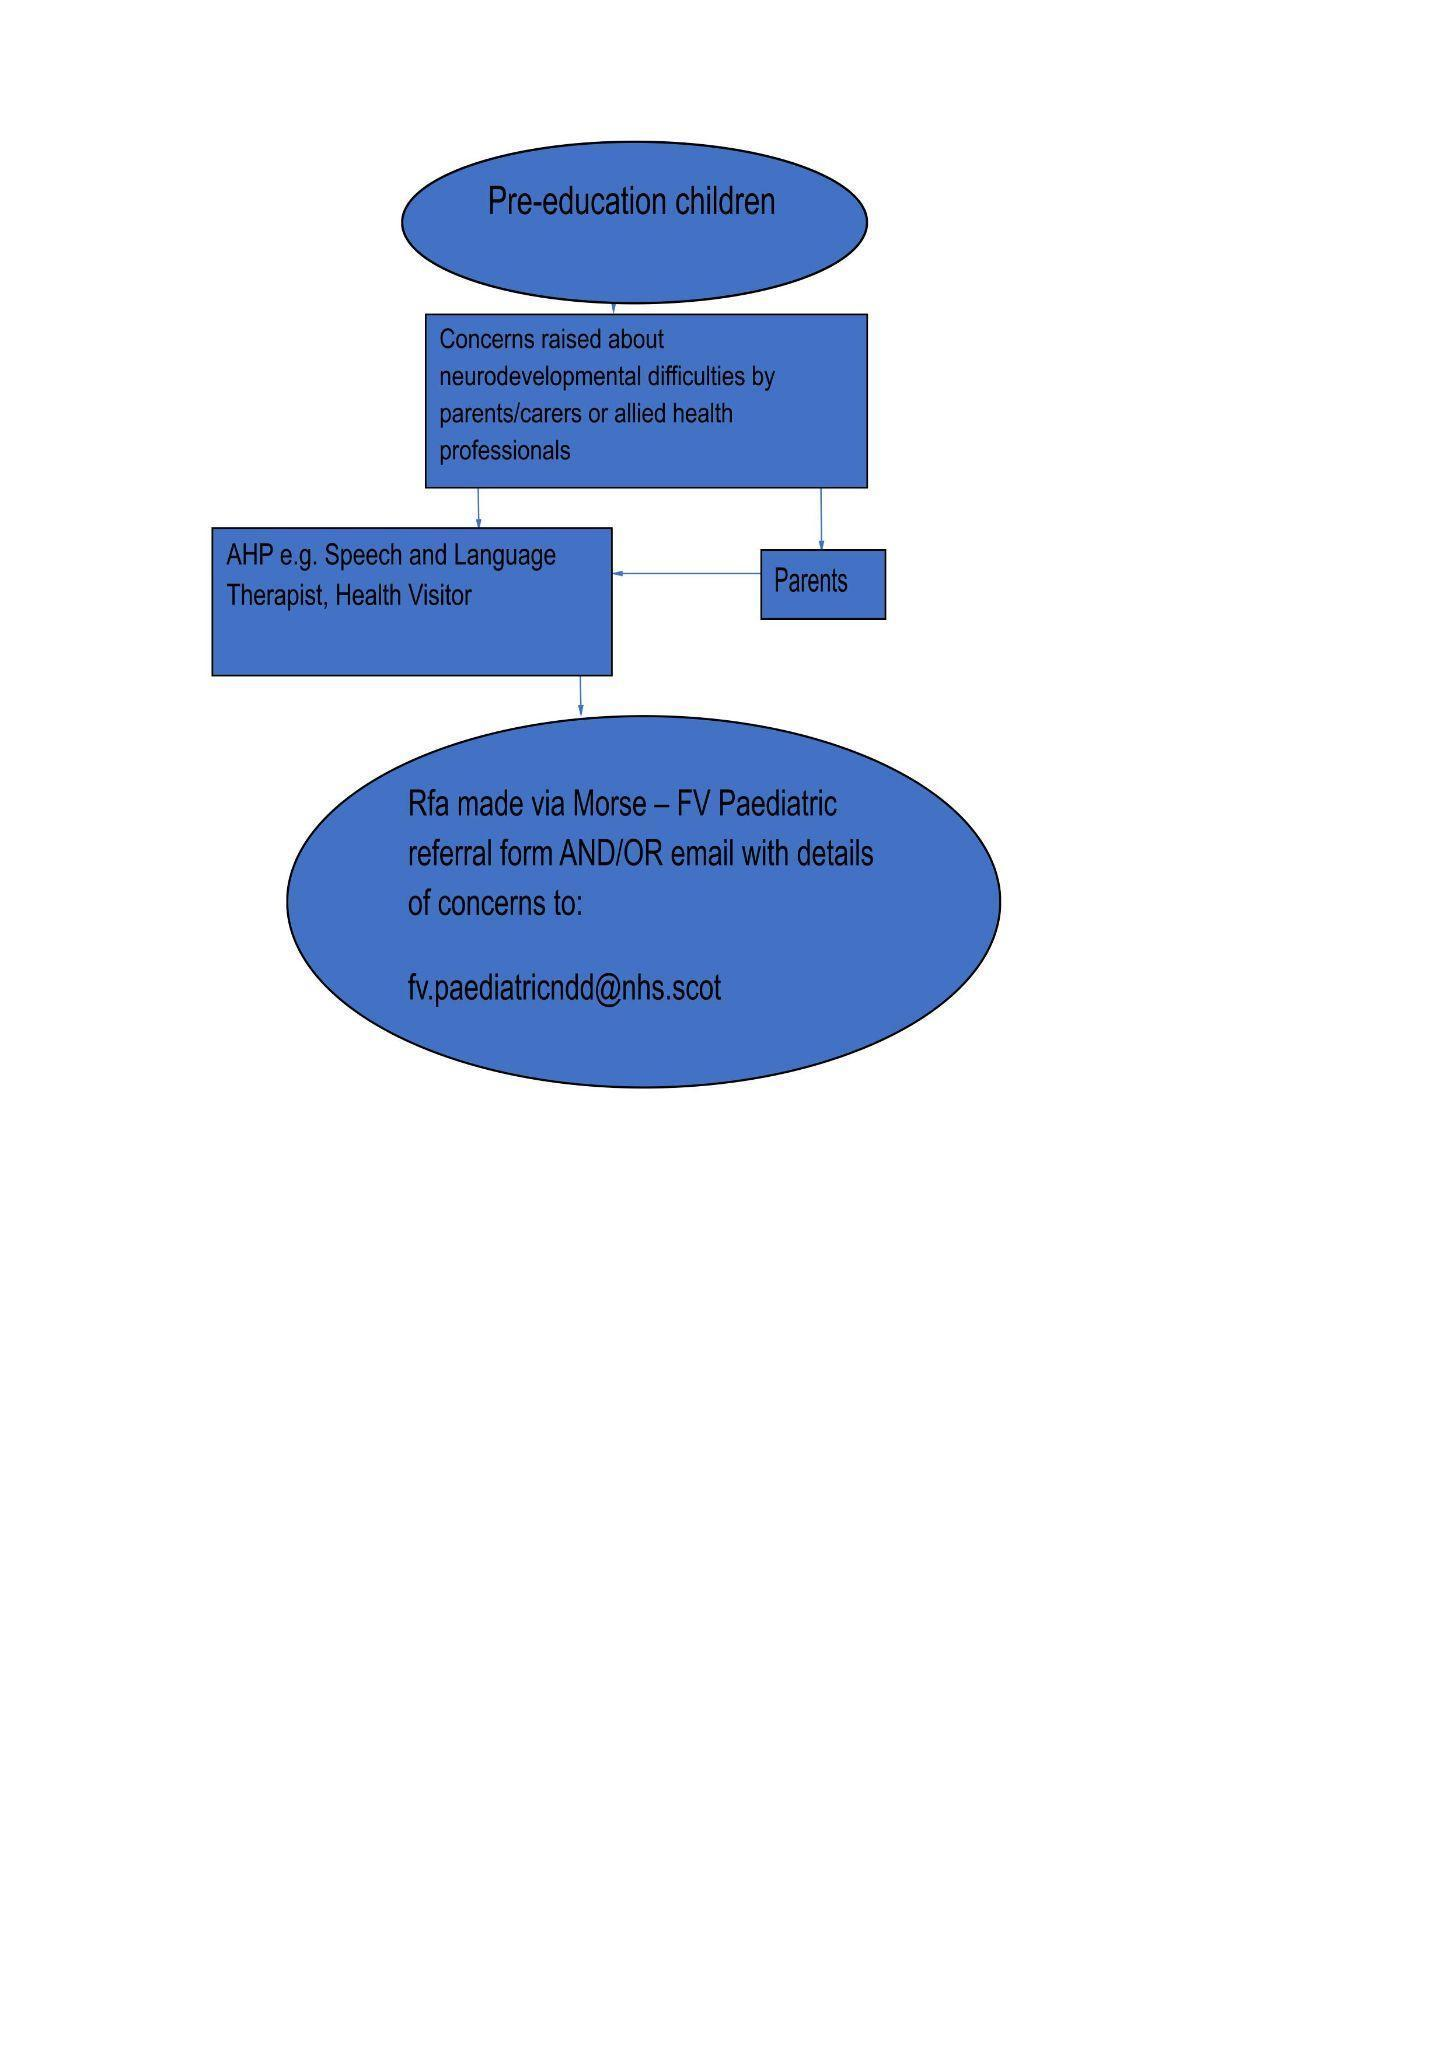 Pre-education children
Concerns raised about
neurodevelopmental difficulties by
parents/carers or allied health
professionals
AHP e.g. Speech and Language
Therapist, Health Visitor
Parents
Rfa made via Morse – FV Paediatric
referral form AND/OR email with details
of concerns to:
fv.paediatricndd@nhs.scot